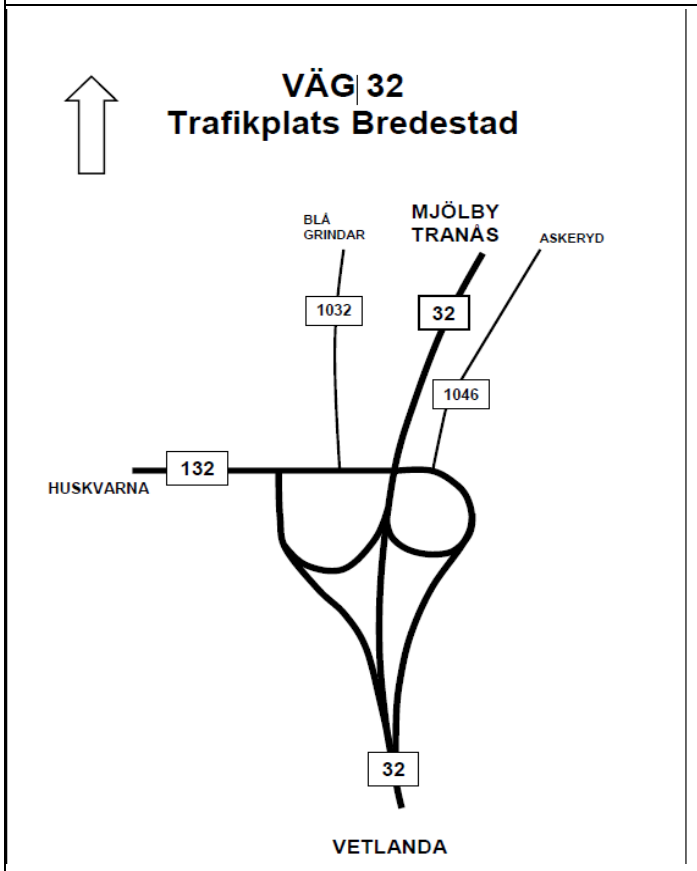 VÄG 32
Trafikplats Bredestad
BLÅ
GRINDAR
MJÖLBY
TRANÅS
ASKERYD
1032
32
1046
132
HUSKVARNA
32
VETLANDA